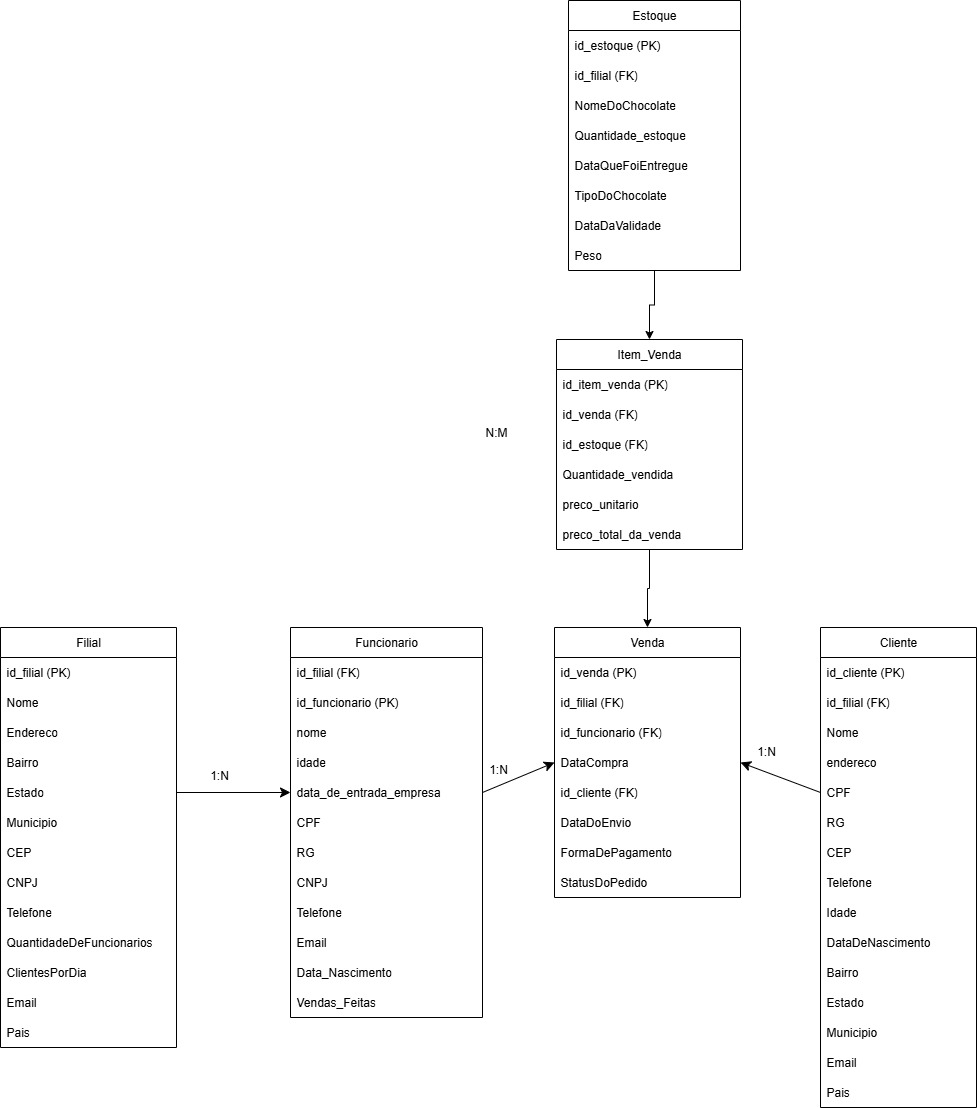 Estoque
id_estoque (PK)
id_filial (FK)
NomeDoChocolate
Quantidade_estoque
DataQueFoiEntregue
TipoDoChocolate
DataDaValidade
Peso
Item_Venda
id_item_venda (PK)
id_venda (FK)
id_estoque (FK)
Quantidade_vendida
preco_unitario
preco_total_da_venda
N:M
Filial
id_filial (PK)
Nome
Endereco
Bairro
Estado
Municipio
CEP
CNPJ
Telefone
QuantidadeDeFuncionarios
ClientesPorDia
Email
Pais
1:N
Funcionario
id_filial (FK)
id_funcionario (PK)
nome
idade
data_de_entrada_empresa
CPF
RG
CNPJ
Telefone
Email
Data_Nascimento
Vendas_Feitas
1:N
Venda
id_venda (PK)
id_filial (FK)
id_funcionario (FK)
DataCompra
id_cliente (FK)
DataDoEnvio
FormaDePagamento
StatusDoPedido
1:N
Cliente
id_cliente (PK)
id_filial (FK)
Nome
endereco
CPF
RG
CEP
Telefone
Idade
DataDeNascimento
Bairro
Estado
Municipio
Email
Pais